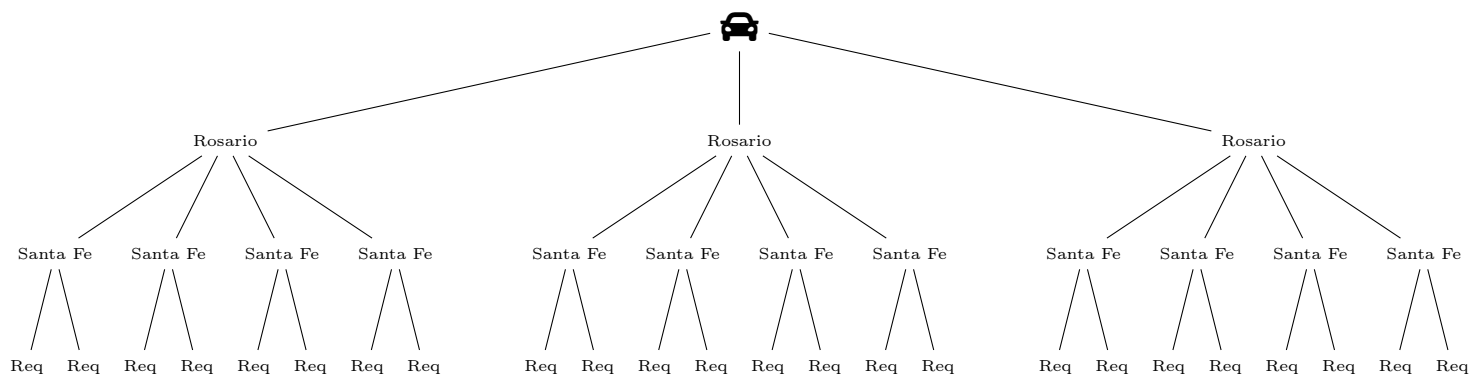 Rosario Rosario Rosario
Santa Fe Santa Fe Santa Fe Santa Fe Santa Fe Santa Fe Santa Fe Santa Fe Santa Fe Santa Fe Santa Fe Santa Fe
Req Req Req Req Req Req Req Req Req Req Req Req Req Req Req Req Req Req Req Req Req Req Req Req